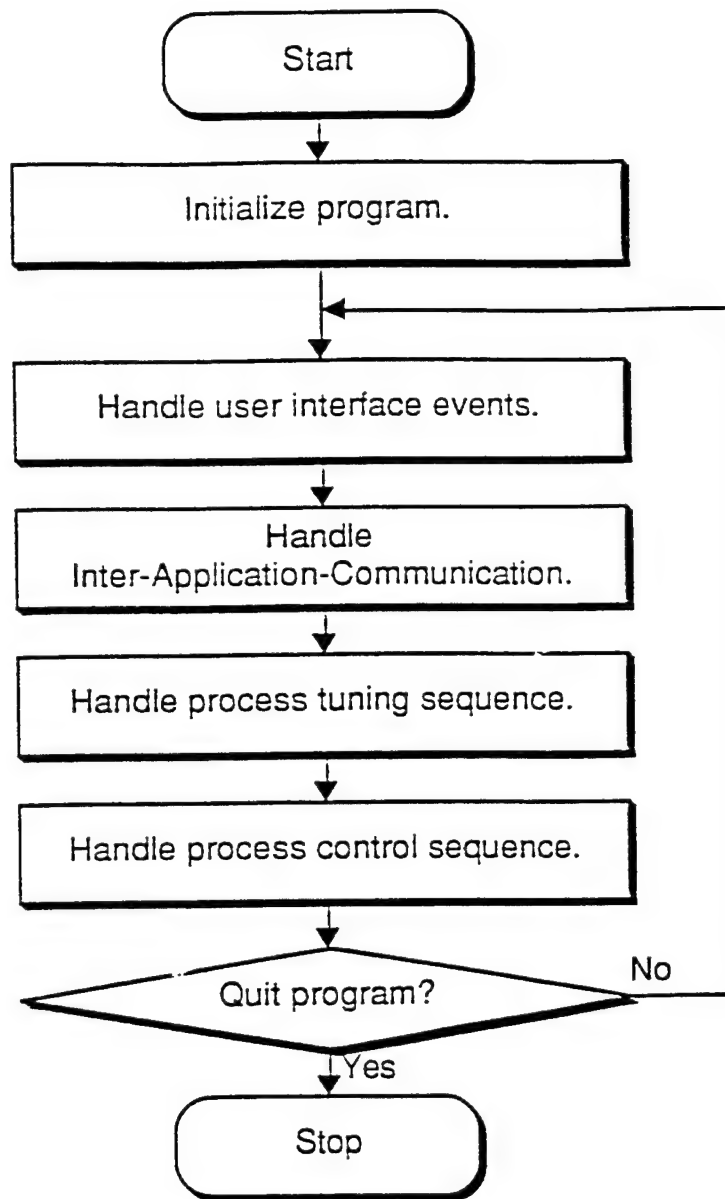 Start
Initialize program.
Handle user interface events.
Handle
Inter-Application-Communication.
Handle process tuning sequence.
Handle process control sequence.
Quit program?
No
Yes
Stop